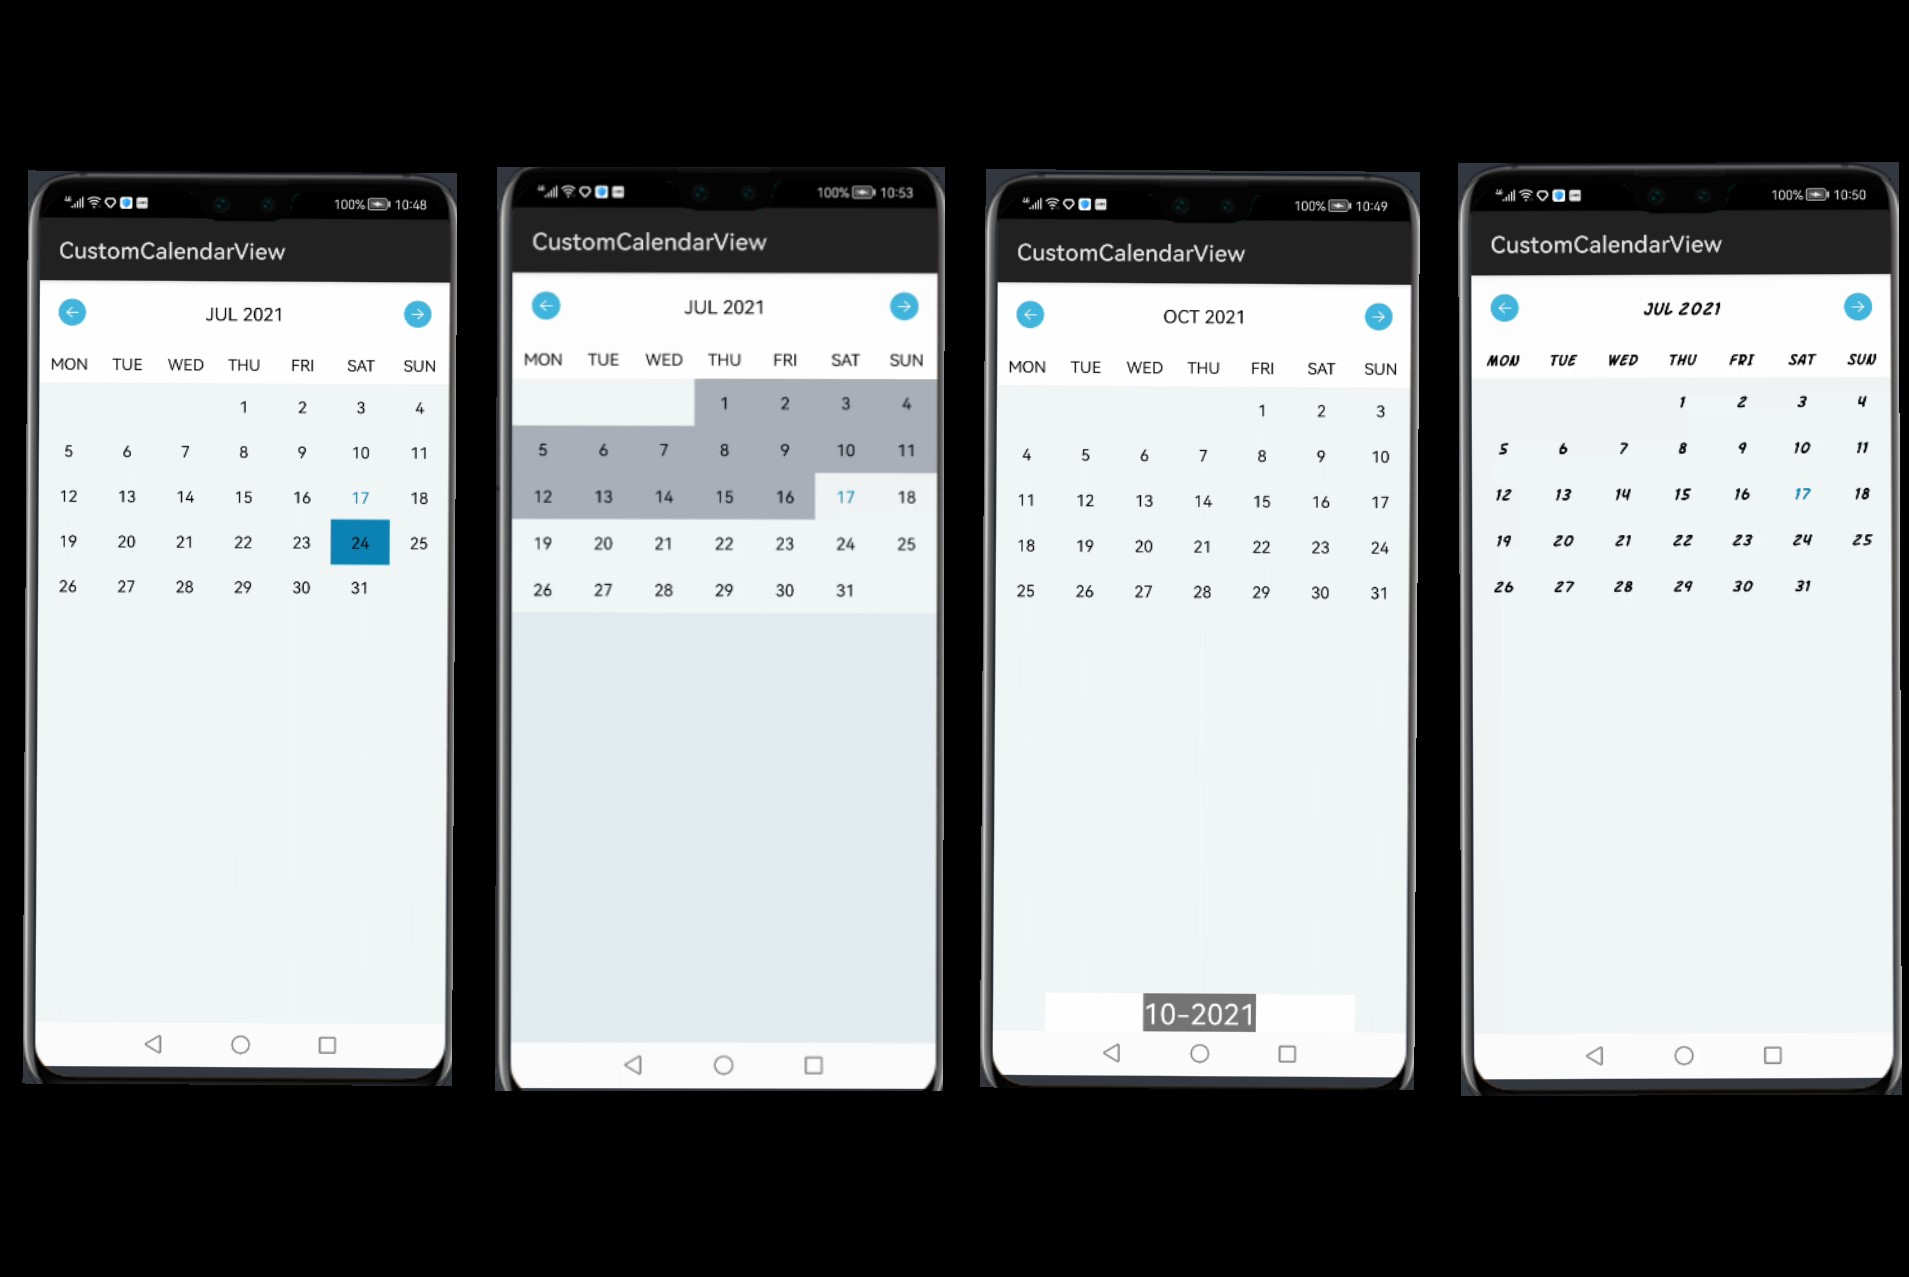 100% 10:48
CustomCalendarView
JUL 2021
MON TUE WED THU FRI SAT SUN
1 2 3 4
5 6 7 8 9 10 11
12 13 14 15 16 17 18
19 20 21 22 23 24 25
26 27 28 29 30 31
100% 10:53
CustomCalendarView
JUL 2021
MON TUE WED THU FRI SAT SUN
1 2 3 4
5 6 7 8 9 10 11
12 13 14 15 16 17 18
19 20 21 22 23 24 25
26 27 28 29 30 31
100% 10:49
CustomCalendarView
OCT 2021
MON TUE WED THU FRI SAT SUN
1 2 3
4 5 6 7 8 9 10
11 12 13 14 15 16 17
18 19 20 21 22 23 24
25 26 27 28 29 30 31
10-2021
100% 10:50
CustomCalendarView
JUL 2021
MON TUE WED THU FRI SAT SUN
1 2 3 4
5 6 7 8 9 10 11
12 13 14 15 16 17 18
19 20 21 22 23 24 25
26 27 28 29 30 31